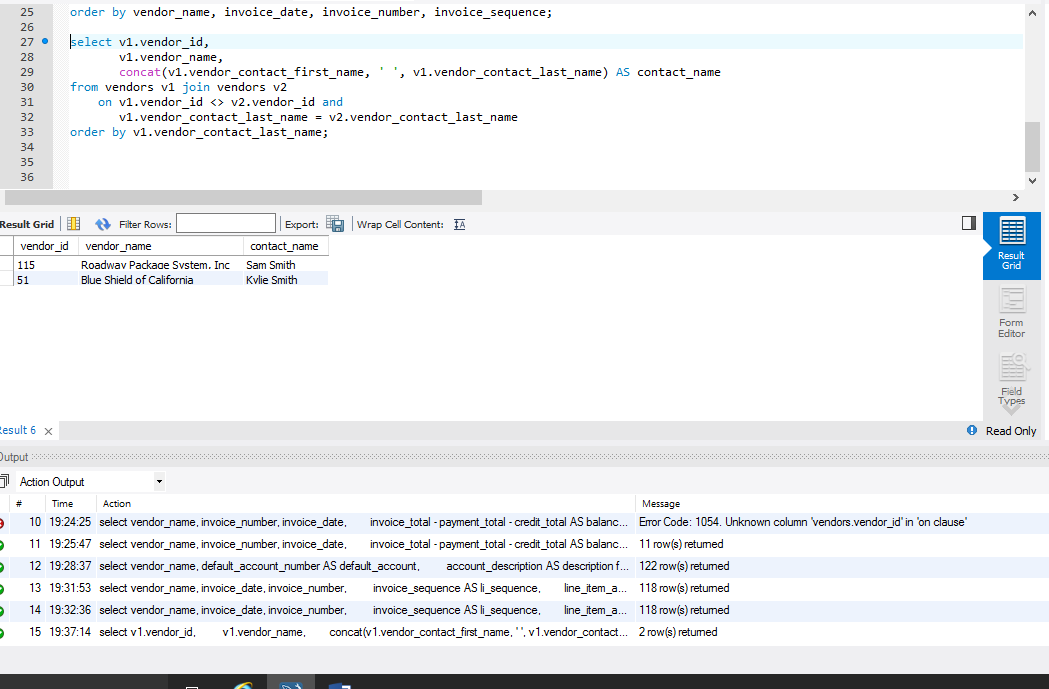 25 order by vendor_name, invoice_date, invoice_number, invoice_sequence;
26
27 select v1.vendor_id,
28 v1.vendor_name,
29 concat(v1.vendor_contact_first_name, ' ', v1.vendor_contact_last_name) AS contact_name
30 from vendors v1 join vendors v2
31 on v1.vendor_id <> v2.vendor_id and
32 v1.vendor_contact_last_name = v2.vendor_contact_last_name
33 order by v1.vendor_contact_last_name;
34
35
36
Result Grid Filter Rows: Export: Wrap Cell Content: IA
vendor_id vendor_name contact_name
115 Roadway Package System, Inc Sam Smith
51 Blue Shield of California Kylie Smith
Result
Grid
Form
Editor
Field
Types
Result 6 Read Only
Output
Action Output
# Time Action Message
10 19:24:25 select vendor_name, invoice_number, invoice_date, invoice_total - payment_total - credit_total AS balanc... Error Code: 1054. Unknown column 'vendors.vendor_id' in 'on clause'
11 19:25:47 select vendor_name, invoice_number, invoice_date, invoice_total - payment_total - credit_total AS balanc... 11 row(s) returned
12 19:28:37 select vendor_name, default_account_number AS default_account, account_description AS description f... 122 row(s) returned
13 19:31:53 select vendor_name, invoice_date, invoice_number, invoice_sequence AS li_sequence, line_item_a... 118 row(s) returned
14 19:32:36 select vendor_name, invoice_date, invoice_number, invoice_sequence AS li_sequence, line_item_a... 118 row(s) returned
15 19:37:14 select v1.vendor_id, v1.vendor_name, concat(v1.vendor_contact_first_name, ' ', v1.vendor_contact... 2 row(s) returned